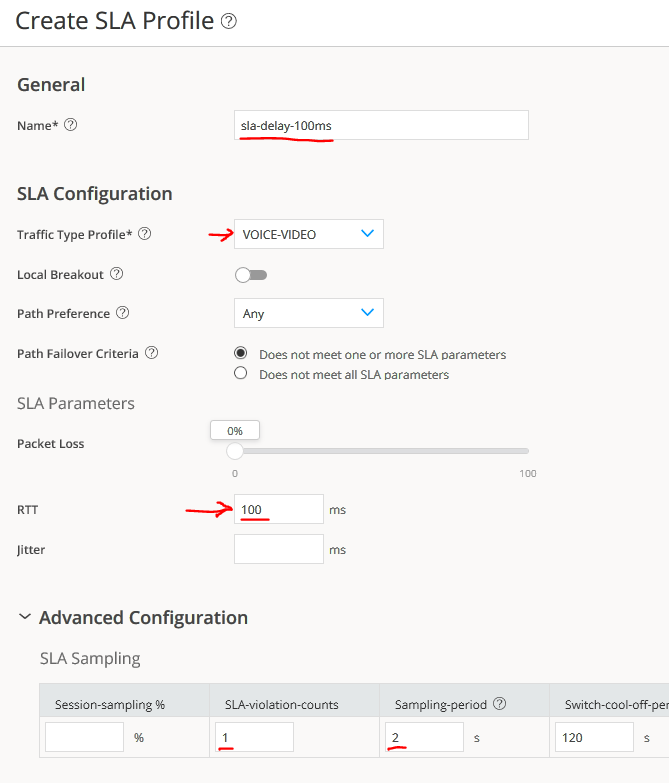 Create SLA Profile ?
General
Name* ? sla-delay-100ms
SLA Configuration
Traffic Type Profile* ? VOICE-VIDEO
Local Breakout ?
Path Preference ? Any
Path Failover Criteria ? Does not meet one or more SLA parameters
Does not meet all SLA parameters
SLA Parameters
0%
Packet Loss
0 100
RTT 100 ms
Jitter ms
Advanced Configuration
SLA Sampling
Session-sampling % SLA-violation-counts Sampling-period ? Switch-cool-off-per
% 1 2 s 120 s